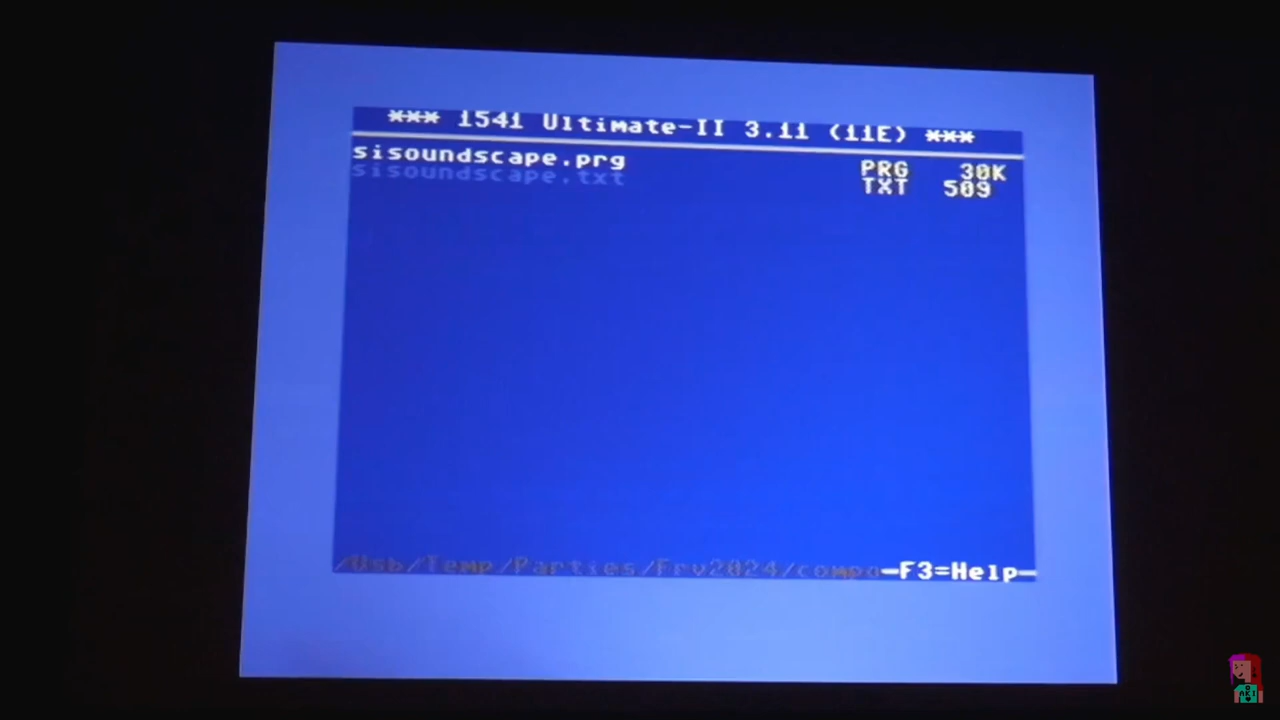 *** 1541 Ultimate-II 3.11 (11E) ***
sisoundscape.prg PRG 30K
sisoundscape.txt TXT 509
/Usb/Temp/Parties/Frv2024/compo-F3=Help-
AKI